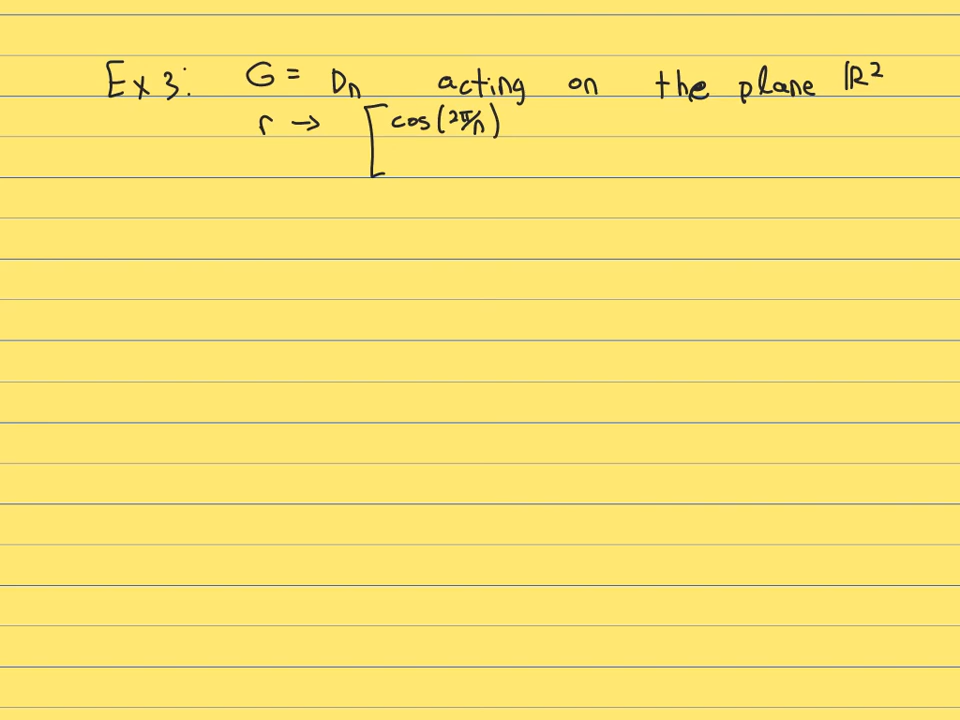 Ex 3: G = Dn acting on the plane ℝ²
r → [ cos(2π/n)